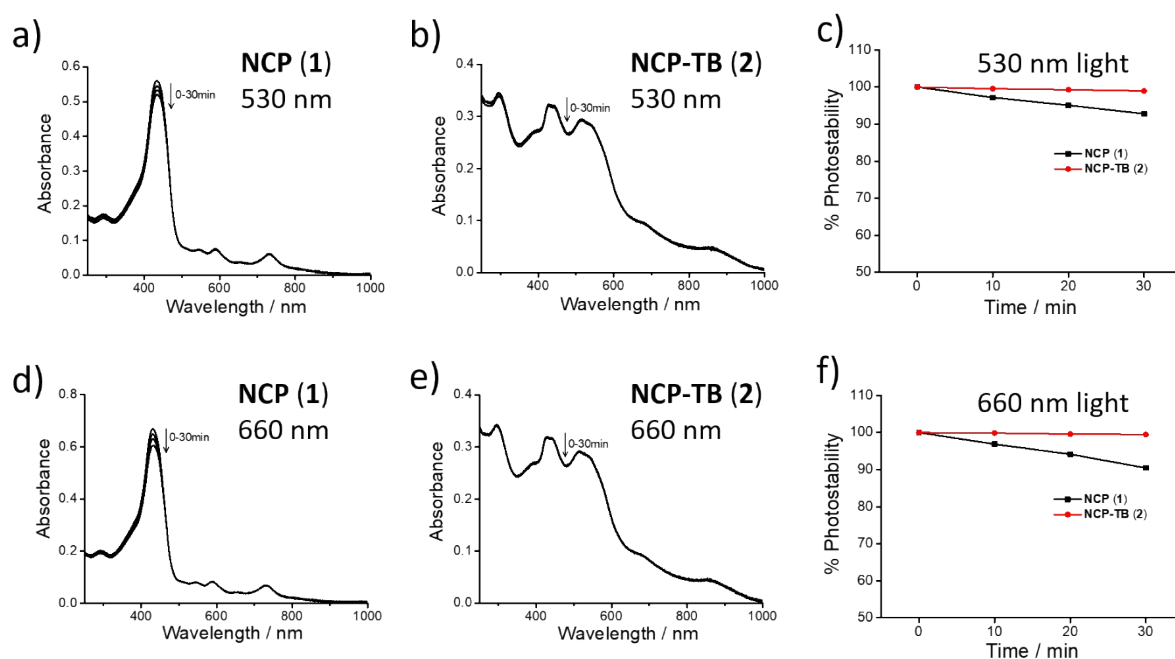 a)
NCP (1)
530 nm
0-30min
Absorbance
0.6
0.5
0.4
0.3
0.2
0.1
0.0
400 600 800 1000
Wavelength / nm
b)
NCP-TB (2)
530 nm
0-30min
Absorbance
0.4
0.3
0.2
0.1
0.0
400 600 800 1000
Wavelength / nm
c)
530 nm light
% Photostability
110
100
90
80
70
60
50
NCP (1)
NCP-TB (2)
0 10 20 30
Time / min
d)
NCP (1)
660 nm
0-30min
Absorbance
0.8
0.6
0.4
0.2
0.0
400 600 800 1000
Wavelength / nm
e)
NCP-TB (2)
660 nm
0-30min
Absorbance
0.4
0.3
0.2
0.1
0.0
400 600 800 1000
Wavelength / nm
f)
660 nm light
% Photostability
110
100
90
80
70
60
50
NCP (1)
NCP-TB (2)
0 10 20 30
Time / min